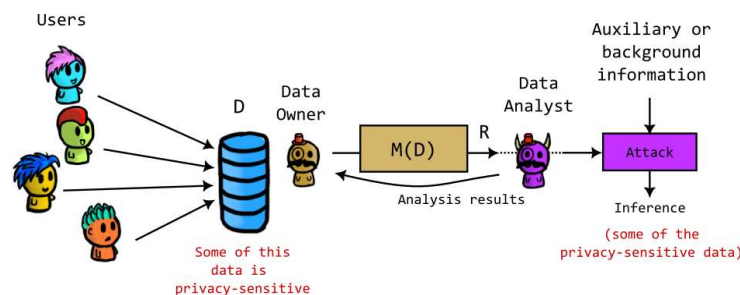 Users
D
Data
Owner
M(D)
R
Data
Analyst
Auxiliary or
background
information
Attack
Analysis results
Inference
(some of the
privacy-sensitive data)
Some of this
data is
privacy-sensitive